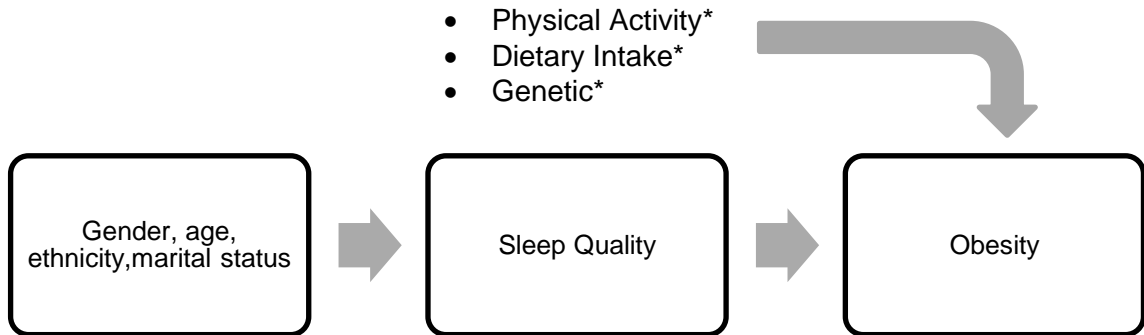 • Physical Activity*
• Dietary Intake*
• Genetic*
Gender, age,
ethnicity,marital status
Sleep Quality
Obesity